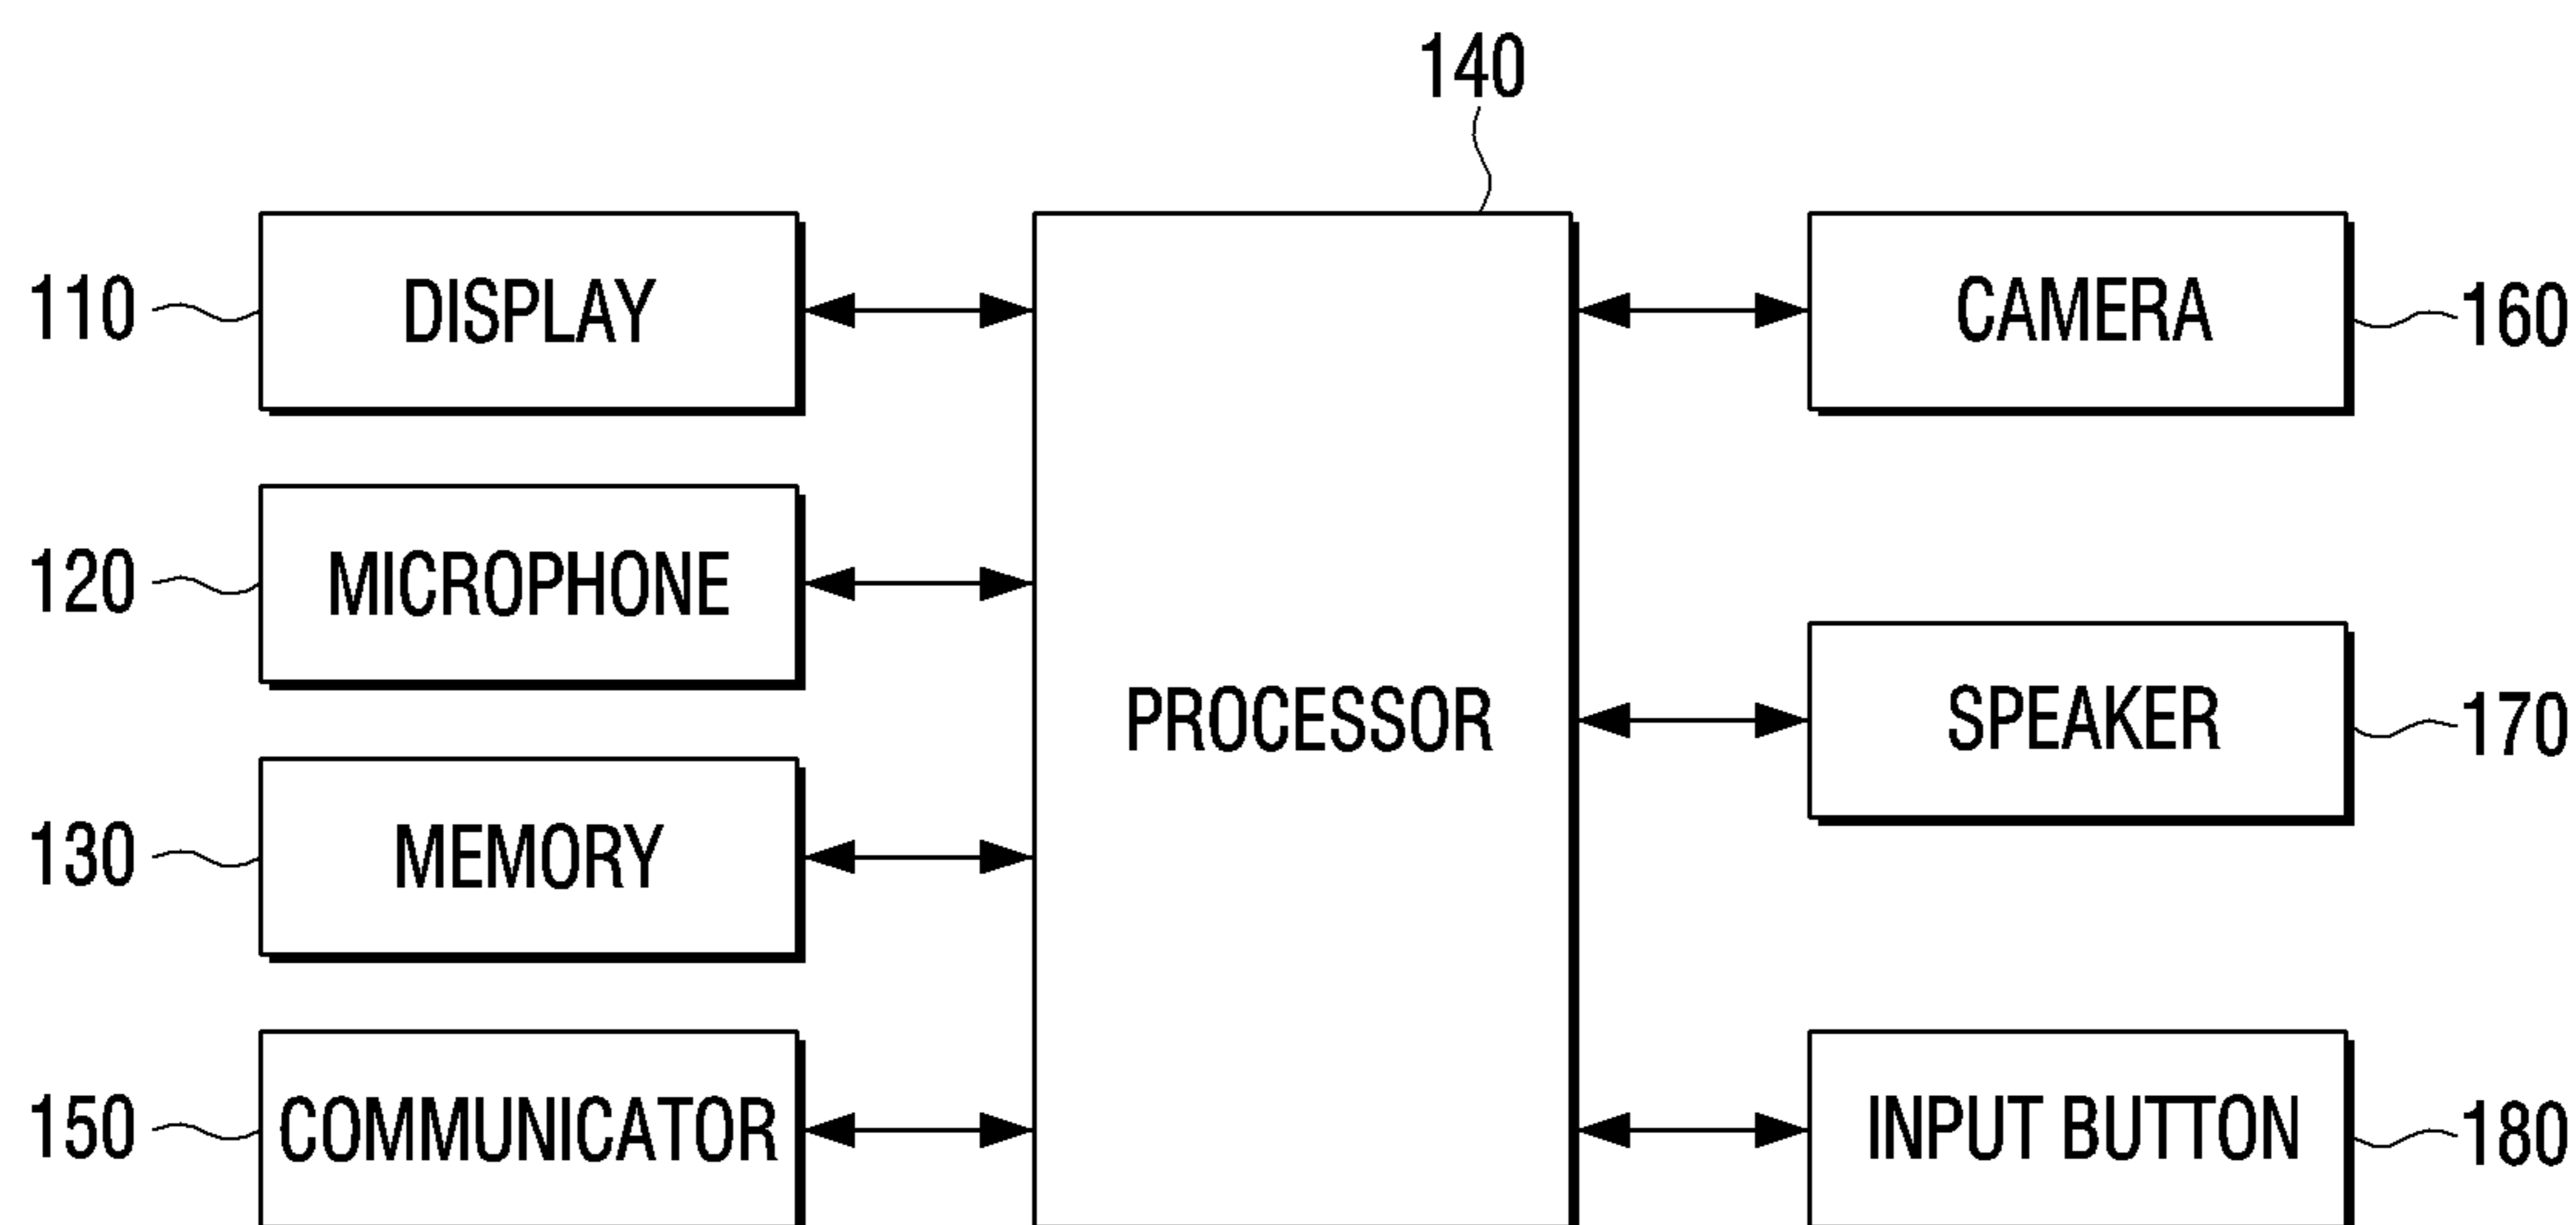 140
110 DISPLAY
CAMERA 160
120 MICROPHONE
PROCESSOR
SPEAKER 170
130 MEMORY
150 COMMUNICATOR
INPUT BUTTON 180